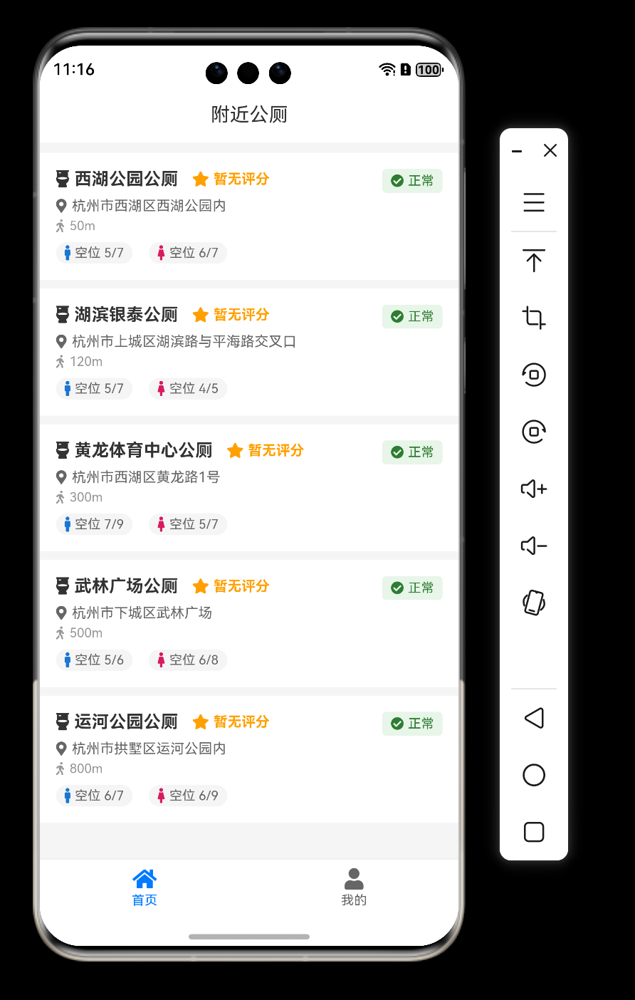 11:16
100
附近公厕
西湖公园公厕 暂无评分 正常
杭州市西湖区西湖公园内
50m
空位 5/7 空位 6/7
湖滨银泰公厕 暂无评分 正常
杭州市上城区湖滨路与平海路交叉口
120m
空位 5/7 空位 4/5
黄龙体育中心公厕 暂无评分 正常
杭州市西湖区黄龙路1号
300m
空位 7/9 空位 5/7
武林广场公厕 暂无评分 正常
杭州市下城区武林广场
500m
空位 5/6 空位 6/8
运河公园公厕 暂无评分 正常
杭州市拱墅区运河公园内
800m
空位 6/7 空位 6/9
首页 我的